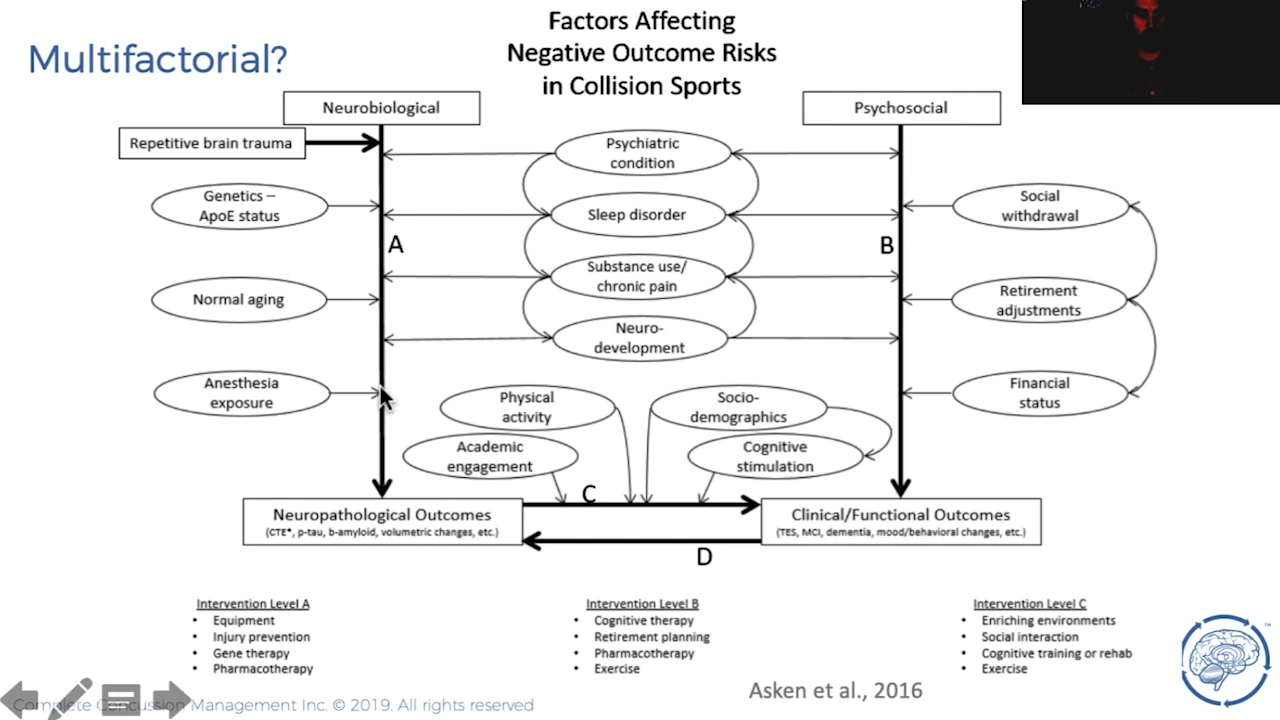 Multifactorial?
Factors Affecting
Negative Outcome Risks
in Collision Sports
Neurobiological
Psychosocial
Repetitive brain trauma
Psychiatric
condition
Genetics –
ApoE status
Sleep disorder
Social
withdrawal
A
B
Substance use/
chronic pain
Normal aging
Retirement
adjustments
Neuro-
development
Anesthesia
exposure
Physical
activity
Socio-
demographics
Financial
status
Academic
engagement
Cognitive
stimulation
C
Neuropathological Outcomes
(CTE*, p-tau, b-amyloid, volumetric changes, etc.)
Clinical/Functional Outcomes
(TES, MCI, dementia, mood/behavioral changes, etc.)
D
Intervention Level A
• Equipment
• Injury prevention
• Gene therapy
• Pharmacotherapy
Intervention Level B
• Cognitive therapy
• Retirement planning
• Pharmacotherapy
• Exercise
Intervention Level C
• Enriching environments
• Social interaction
• Cognitive training or rehab
• Exercise
Asken et al., 2016
Complete Concussion Management Inc. © 2019. All rights reserved
TM